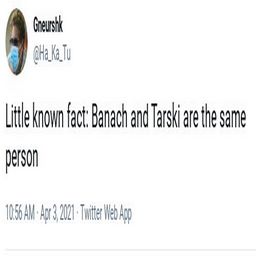 Gneurshk
@Ha_Ka_Tu
Little known fact: Banach and Tarski are the same
person
10:56 AM · Apr 3, 2021 · Twitter Web App